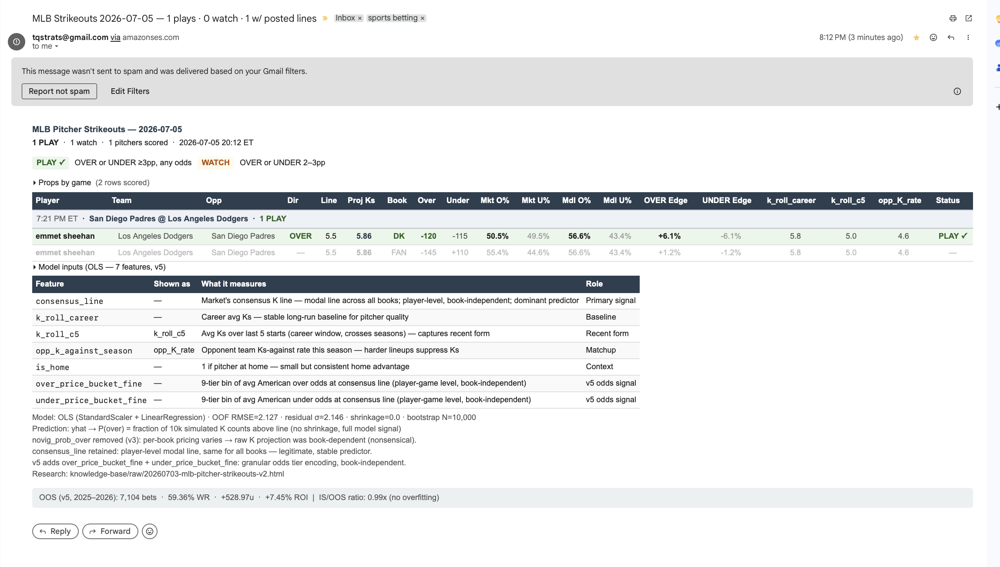 MLB Strikeouts 2026-07-05 — 1 plays · 0 watch · 1 w/ posted lines Inbox × sports betting ×
tqstrats@gmail.com via amazonses.com 8:12 PM (3 minutes ago)
to me
This message wasn't sent to spam and was delivered based on your Gmail filters.
Report not spam Edit Filters
MLB Pitcher Strikeouts — 2026-07-05
1 PLAY · 1 watch · 1 pitchers scored · 2026-07-05 20:12 ET
PLAY ✓ OVER or UNDER ≥3pp, any odds WATCH OVER or UNDER 2–3pp
Props by game (2 rows scored)
Player Team Opp Dir Line Proj Ks Book Over Under Mkt O% Mkt U% Mdl O% Mdl U% OVER Edge UNDER Edge k_roll_career k_roll_c5 opp_K_rate Status
7:21 PM ET · San Diego Padres @ Los Angeles Dodgers · 1 PLAY
emmet sheehan Los Angeles Dodgers San Diego Padres OVER 5.5 5.86 DK -120 -115 50.5% 49.5% 56.6% 43.4% +6.1% -6.1% 5.8 5.0 4.6 PLAY ✓
emmet sheehan Los Angeles Dodgers San Diego Padres — 5.5 5.86 FAN -145 +110 55.4% 44.6% 56.6% 43.4% +1.2% -1.2% 5.8 5.0 4.6 —
Model inputs (OLS — 7 features, v5)
Feature Shown as What it measures Role
consensus_line — Market's consensus K line — modal line across all books; player-level, book-independent; dominant predictor Primary signal
k_roll_career — Career avg Ks — stable long-run baseline for pitcher quality Baseline
k_roll_c5 k_roll_c5 Avg Ks over last 5 starts (career window, crosses seasons) — captures recent form Recent form
opp_k_against_season opp_K_rate Opponent team Ks-against rate this season — harder lineups suppress Ks Matchup
is_home — 1 if pitcher at home — small but consistent home advantage Context
over_price_bucket_fine — 9-tier bin of avg American over odds at consensus line (player-game level, book-independent) v5 odds signal
under_price_bucket_fine — 9-tier bin of avg American under odds at consensus line (player-game level, book-independent) v5 odds signal
Model: OLS (StandardScaler + LinearRegression) · OOF RMSE=2.127 · residual σ=2.146 · shrinkage=0.0 · bootstrap N=10,000
Prediction: yhat → P(over) = fraction of 10k simulated K counts above line (no shrinkage, full model signal)
novig_prob_over removed (v3): per-book pricing varies → raw K projection was book-dependent (nonsensical).
consensus_line retained: player-level modal line, same for all books — legitimate, stable predictor.
v5 adds over_price_bucket_fine + under_price_bucket_fine: granular odds tier encoding, book-independent.
Research: knowledge-base/raw/20260703-mlb-pitcher-strikeouts-v2.html
OOS (v5, 2025–2026): 7,104 bets · 59.36% WR · +528.97u · +7.45% ROI | IS/OOS ratio: 0.99x (no overfitting)
Reply Forward